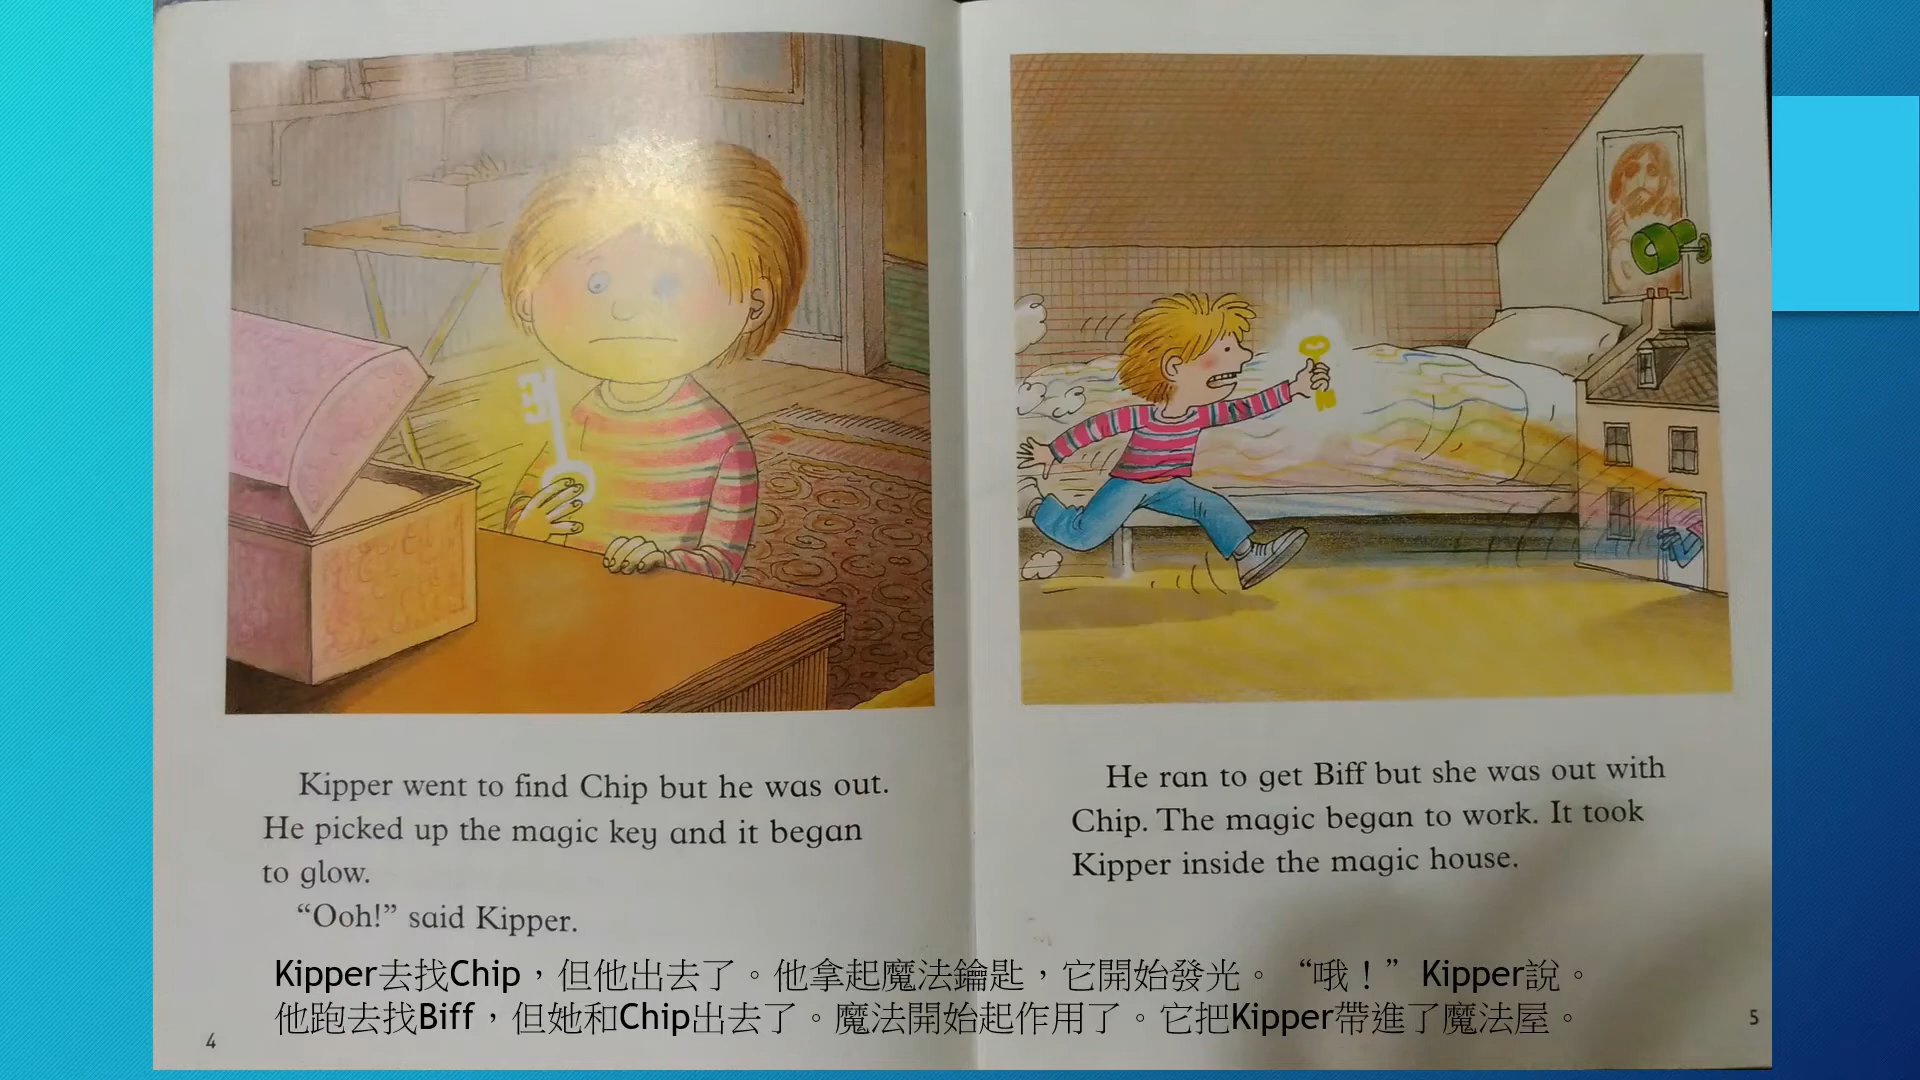 Kipper went to find Chip but he was out.
He picked up the magic key and it began
to glow.
“Ooh!” said Kipper.
He ran to get Biff but she was out with
Chip. The magic began to work. It took
Kipper inside the magic house.
Kipper去找Chip，但他出去了。他拿起魔法鑰匙，它開始發光。 “哦！” Kipper說。
他跑去找Biff，但她和Chip出去了。魔法開始起作用了。它把Kipper帶進了魔法屋。
4
5